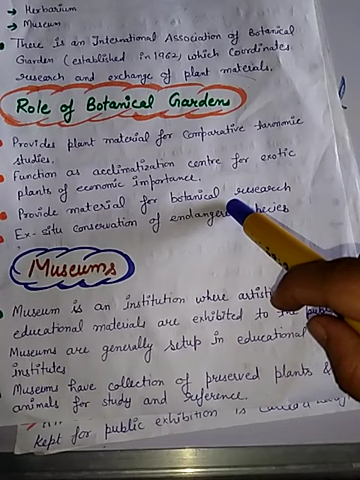 → Herbarium
→ Museum
There is an International Association of Botanical
Garden (established in 1962) which coordinates
research and exchange of plant materials.
Role of Botanical Gardens
Provides plant material for comparative taxonomic
studies.
Function as acclimatization centre for exotic
plants of economic importance.
Provide material for botanical research
Ex-situ conservation of endangered species
Museums
Museum is an institution where artisti
educational materials are exhibited to the public
Museums are generally setup in educational
institutes
Museums have collection of preserved plants &
animals for study and reference.
kept for public exhibition is called